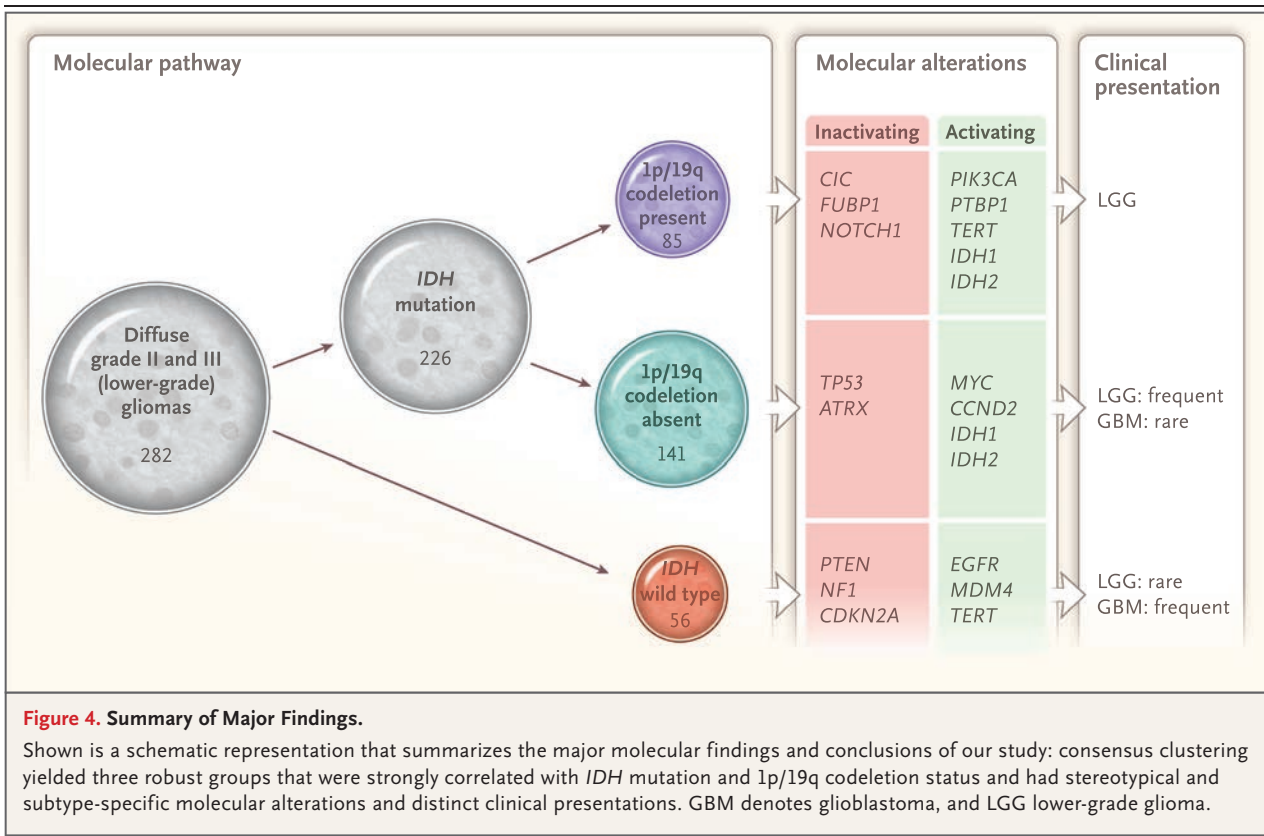 Molecular pathway
Diffuse
grade II and III
(lower-grade)
gliomas
282
IDH
mutation
226
1p/19q
codeletion
present
85
1p/19q
codeletion
absent
141
IDH
wild type
56
Molecular alterations
Inactivating
Activating
CIC
FUBP1
NOTCH1
PIK3CA
PTBP1
TERT
IDH1
IDH2
TP53
ATRX
MYC
CCND2
IDH1
IDH2
PTEN
NF1
CDKN2A
EGFR
MDM4
TERT
Clinical
presentation
LGG
LGG: frequent
GBM: rare
LGG: rare
GBM: frequent
Figure 4. Summary of Major Findings.
Shown is a schematic representation that summarizes the major molecular findings and conclusions of our study: consensus clustering
yielded three robust groups that were strongly correlated with IDH mutation and 1p/19q codeletion status and had stereotypical and
subtype-specific molecular alterations and distinct clinical presentations. GBM denotes glioblastoma, and LGG lower-grade glioma.